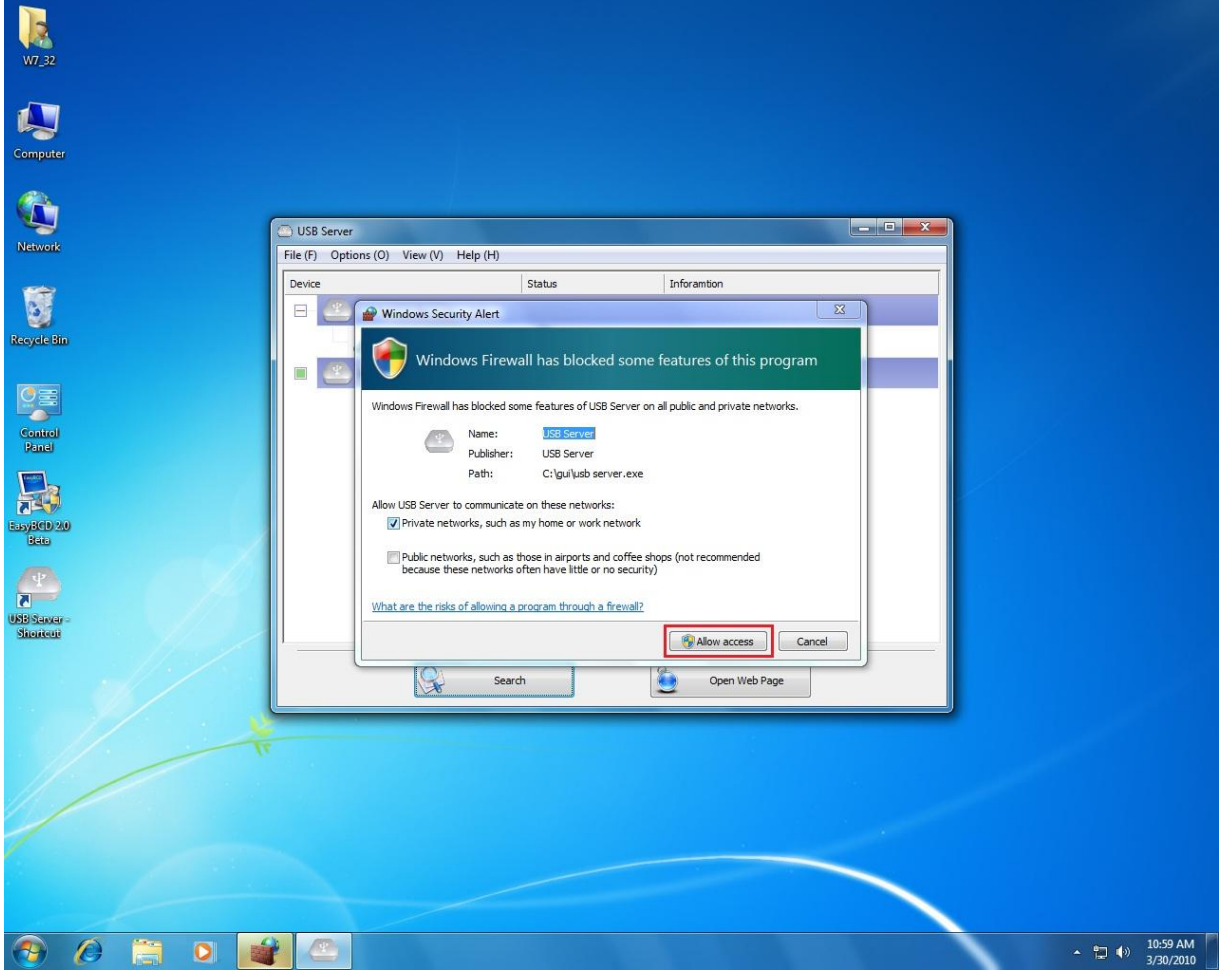 W7_32
Computer
Network
Recycle Bin
Control
Panel
EasyBCD 2.0
Beta
USB Server -
Shortcut
USB Server
File (F) Options (O) View (V) Help (H)
Device Status Inforamtion
Windows Security Alert
Windows Firewall has blocked some features of this program
Windows Firewall has blocked some features of USB Server on all public and private networks.
Name: USB Server
Publisher: USB Server
Path: C:\gui\usb server.exe
Allow USB Server to communicate on these networks:
Private networks, such as my home or work network
Public networks, such as those in airports and coffee shops (not recommended
because these networks often have little or no security)
What are the risks of allowing a program through a firewall?
Allow access Cancel
Search Open Web Page
10:59 AM
3/30/2010